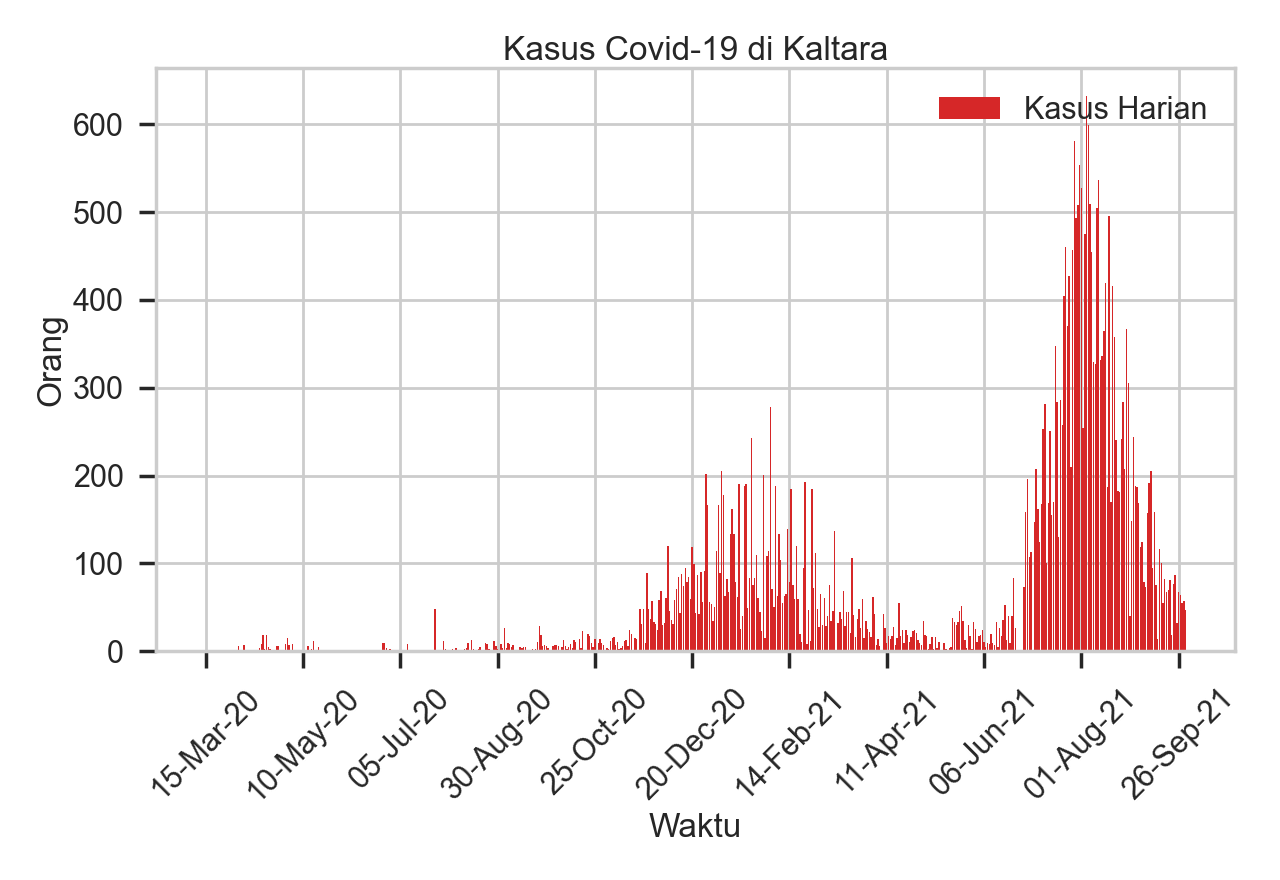 Kasus Covid-19 di Kaltara
Kasus Harian
600
500
400
300
200
100
0
Orang
15-Mar-20
10-May-20
05-Jul-20
30-Aug-20
25-Oct-20
20-Dec-20
14-Feb-21
11-Apr-21
06-Jun-21
01-Aug-21
26-Sep-21
Waktu